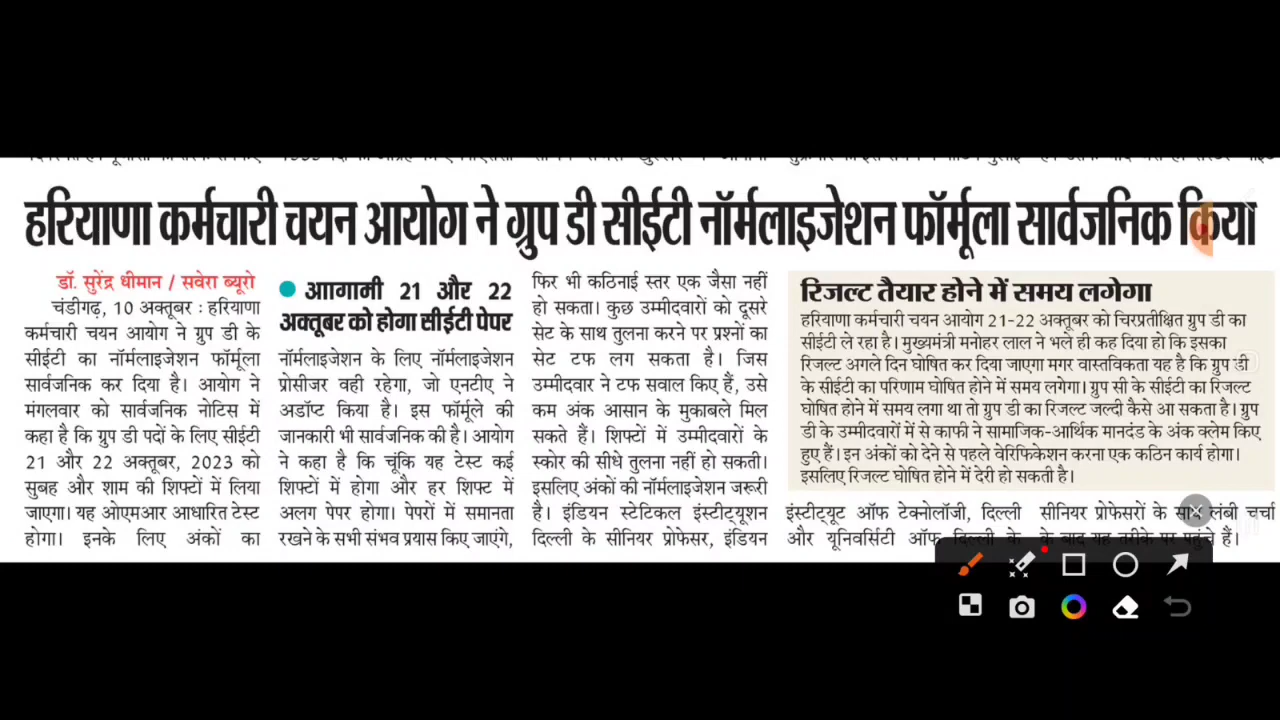 हरियाणा कर्मचारी चयन आयोग ने ग्रुप डी सीईटी नॉर्मलाइजेशन फॉर्मूला सार्वजनिक किया
डॉ. सुरेंद्र धीमान / सवेरा ब्यूरो
चंडीगढ़, 10 अक्तूबर : हरियाणा
कर्मचारी चयन आयोग ने ग्रुप डी के
सीईटी का नॉर्मलाइजेशन फॉर्मूला
सार्वजनिक कर दिया है। आयोग ने
मंगलवार को सार्वजनिक नोटिस में
कहा है कि ग्रुप डी पदों के लिए सीईटी
21 और 22 अक्तूबर, 2023 को
सुबह और शाम की शिफ्टों में लिया
जाएगा। यह ओएमआर आधारित टेस्ट
होगा। इनके लिए अंकों का
● आागामी 21 और 22
अक्तूबर को होगा सीईटी पेपर
नॉर्मलाइजेशन के लिए नॉर्मलाइजेशन
प्रोसीजर वही रहेगा, जो एनटीए ने
अडॉप्ट किया है। इस फॉर्मूले की
जानकारी भी सार्वजनिक की है। आयोग
ने कहा है कि चूंकि यह टेस्ट कई
शिफ्टों में होगा और हर शिफ्ट में
अलग पेपर होगा। पेपरों में समानता
रखने के सभी संभव प्रयास किए जाएंगे,
फिर भी कठिनाई स्तर एक जैसा नहीं
हो सकता। कुछ उम्मीदवारों को दूसरे
सेट के साथ तुलना करने पर प्रश्नों का
सेट टफ लग सकता है। जिस
उम्मीदवार ने टफ सवाल किए हैं, उसे
कम अंक आसान के मुकाबले मिल
सकते हैं। शिफ्टों में उम्मीदवारों के
स्कोर की सीधे तुलना नहीं हो सकती।
इसलिए अंकों की नॉर्मलाइजेशन जरूरी
है। इंडियन स्टेटिकल इंस्टीट्यूशन
दिल्ली के सीनियर प्रोफेसर, इंडियन
रिजल्ट तैयार होने में समय लगेगा
हरियाणा कर्मचारी चयन आयोग 21-22 अक्तूबर को चिरप्रतीक्षित ग्रुप डी का
सीईटी ले रहा है। मुख्यमंत्री मनोहर लाल ने भले ही कह दिया हो कि इसका
रिजल्ट अगले दिन घोषित कर दिया जाएगा मगर वास्तविकता यह है कि ग्रुप डी
के सीईटी का परिणाम घोषित होने में समय लगेगा। ग्रुप सी के सीईटी का रिजल्ट
घोषित होने में समय लगा था तो ग्रुप डी का रिजल्ट जल्दी कैसे आ सकता है। ग्रुप
डी के उम्मीदवारों में से काफी ने सामाजिक-आर्थिक मानदंड के अंक क्लेम किए
हुए हैं। इन अंकों को देने से पहले वेरिफिकेशन करना एक कठिन कार्य होगा।
इसलिए रिजल्ट घोषित होने में देरी हो सकती है।
इंस्टीट्यूट ऑफ टेक्नोलॉजी, दिल्ली
और यूनिवर्सिटी ऑफ दिल्ली के
सीनियर प्रोफेसरों के साथ लंबी चर्चा
के बाद यह तरीके पर पहुंचे हैं।